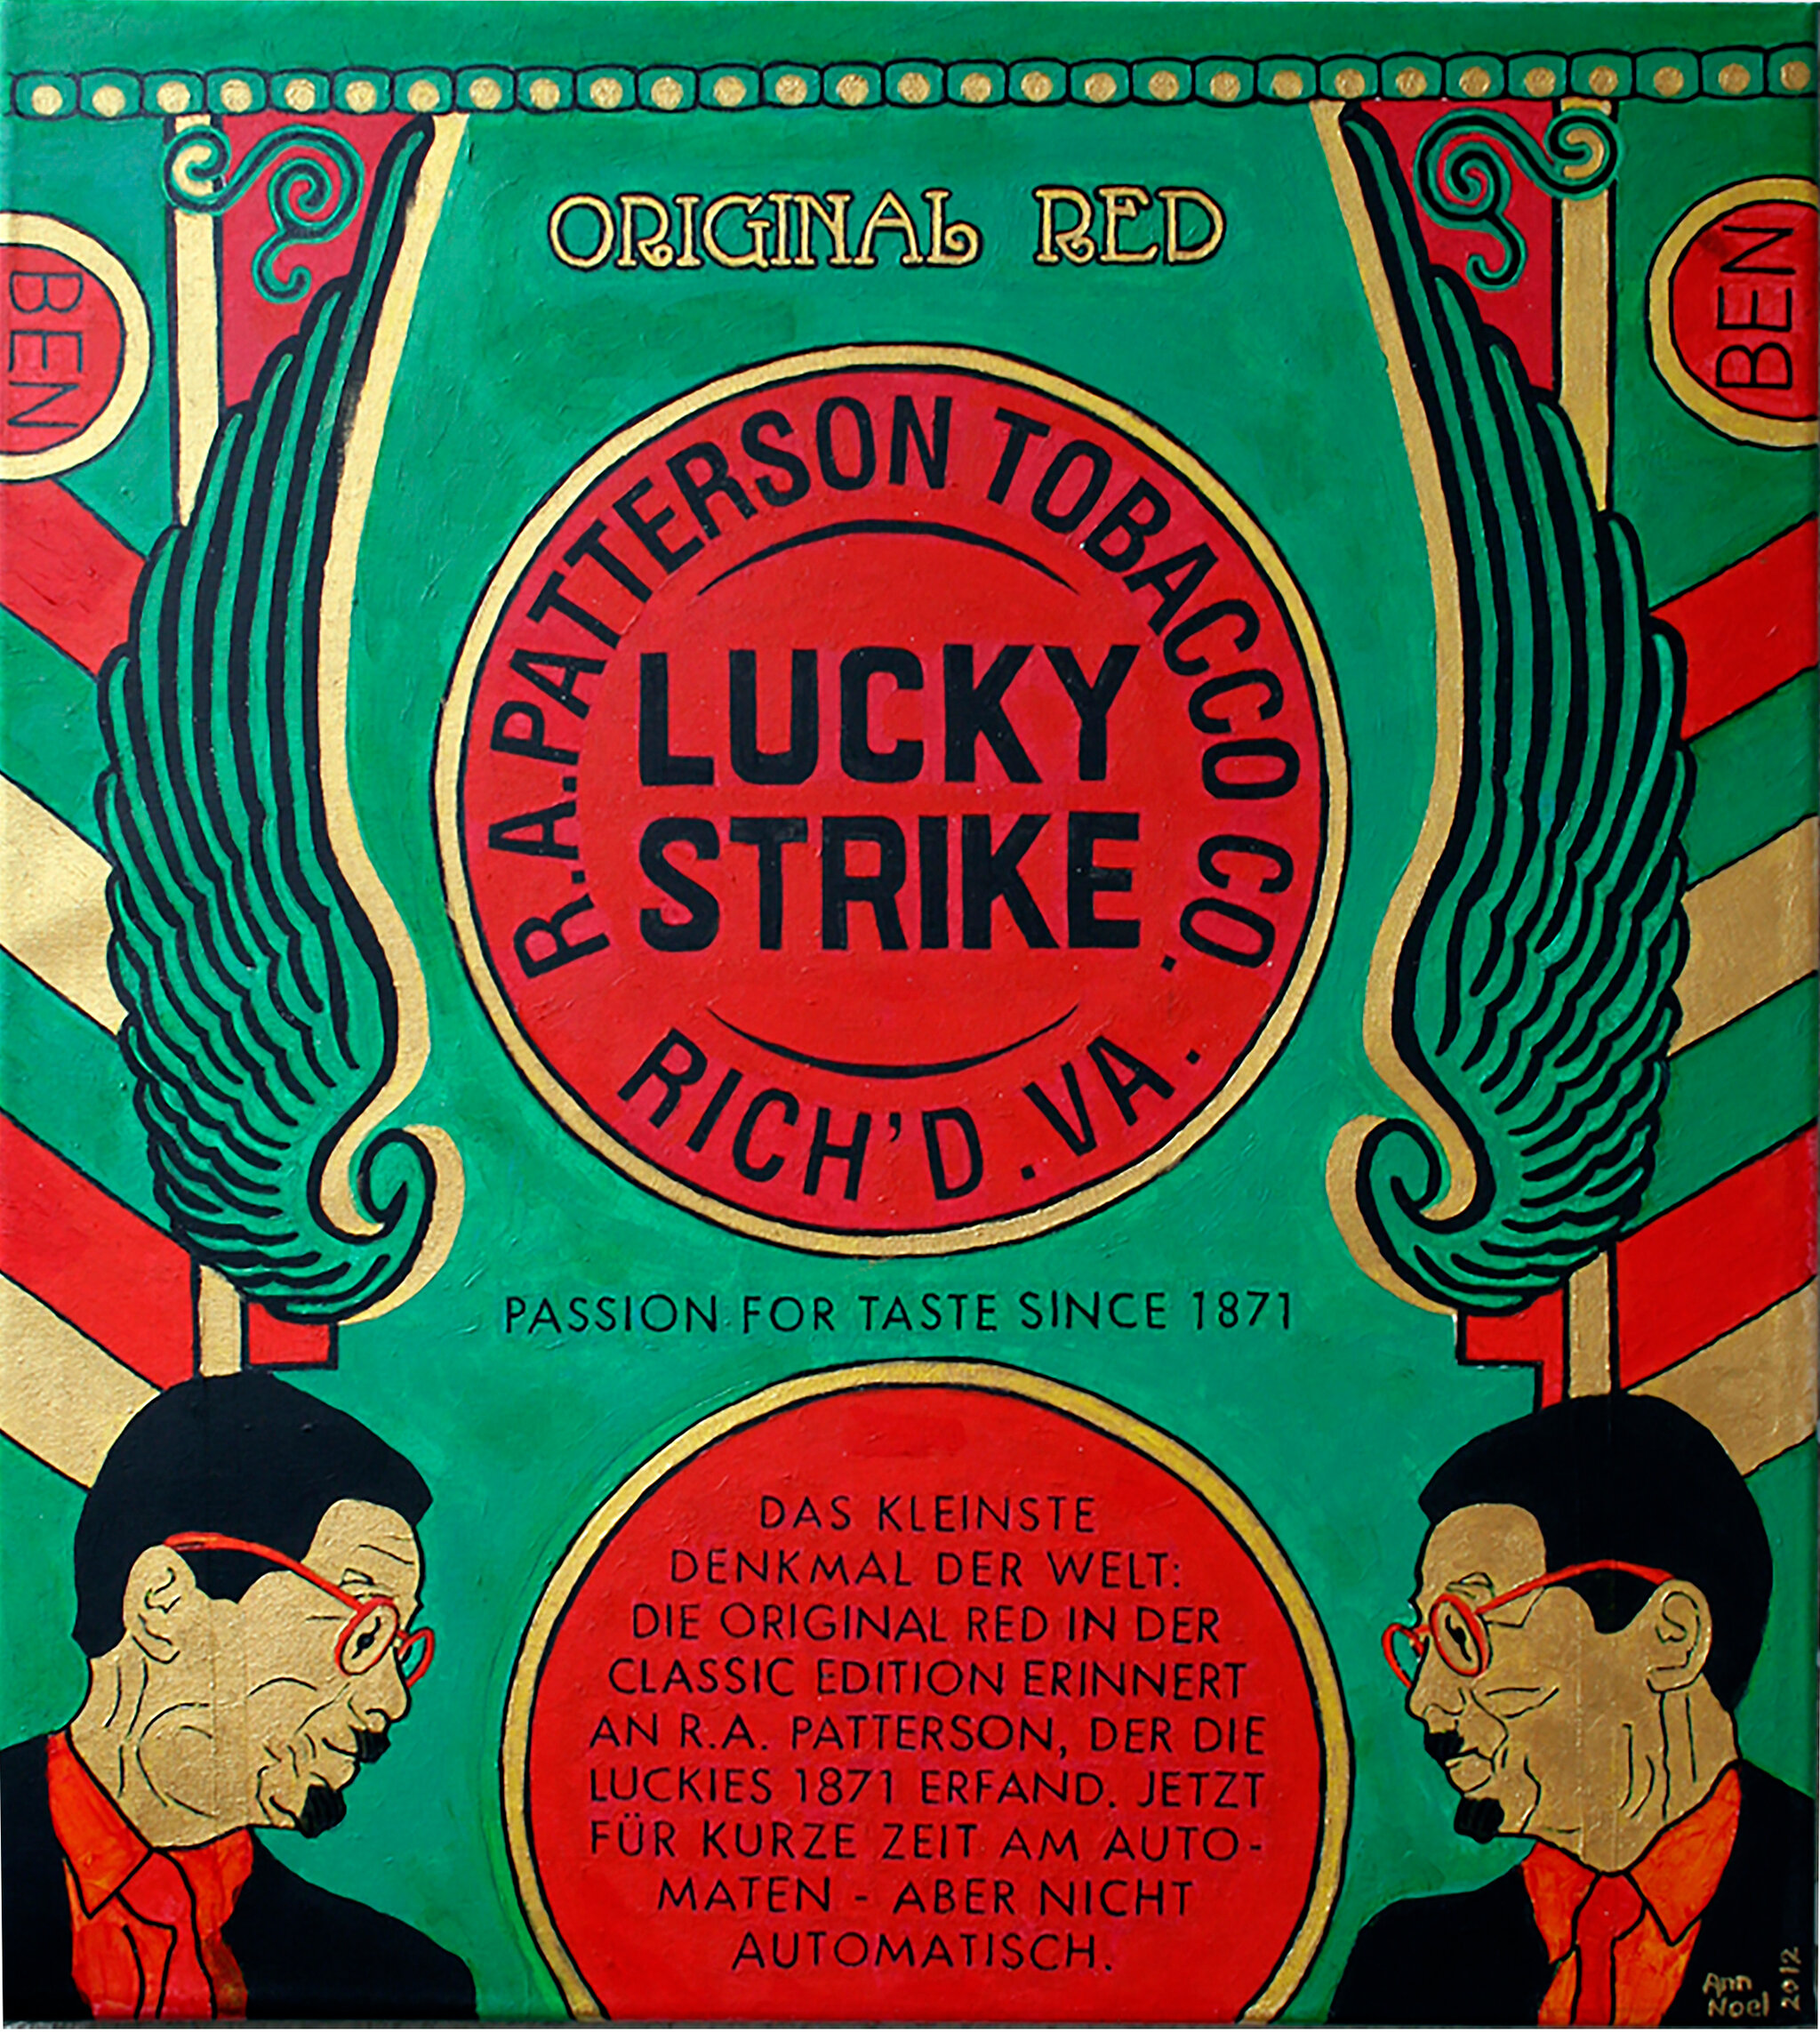 ORIGINAL RED
BEN
BEN
R.A.PATTERSON TOBACCO CO.
LUCKY
STRIKE
RICH'D.VA.
PASSION FOR TASTE SINCE 1871
DAS KLEINSTE
DENKMAL DER WELT:
DIE ORIGINAL RED IN DER
CLASSIC EDITION ERINNERT
AN R.A. PATTERSON, DER DIE
LUCKIES 1871 ERFAND. JETZT
FÜR KURZE ZEIT AM AUTO-
MATEN - ABER NICHT
AUTOMATISCH.
Ann
Noel
2012